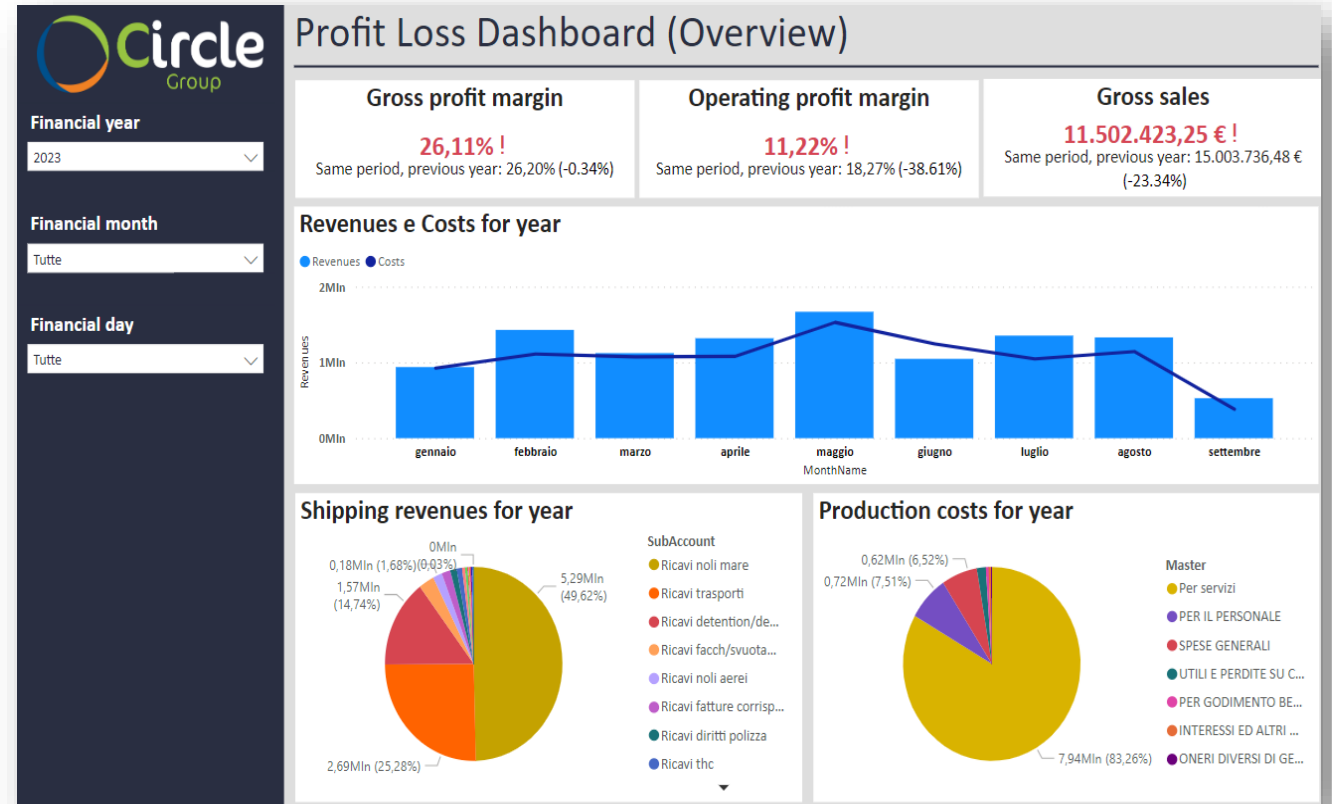 Circle
Group
Financial year
2023
Financial month
Tutte
Financial day
Tutte
Profit Loss Dashboard (Overview)
Gross profit margin
26,11% !
Same period, previous year: 26,20% (-0.34%)
Operating profit margin
11,22% !
Same period, previous year: 18,27% (-38.61%)
Gross sales
11.502.423,25 € !
Same period, previous year: 15.003.736,48 €
(-23.34%)
Revenues e Costs for year
Revenues Costs
2Mln
1Mln
0Mln
Revenues
gennaio febbraio marzo aprile maggio giugno luglio agosto settembre
MonthName
Shipping revenues for year
0Mln
(0,03%)
0,18Mln (1,68%)
1,57Mln
(14,74%)
5,29Mln
(49,62%)
2,69Mln (25,28%)
SubAccount
Ricavi noli mare
Ricavi trasporti
Ricavi detention/de...
Ricavi facch/svuota...
Ricavi noli aerei
Ricavi fatture corrisp...
Ricavi diritti polizza
Ricavi thc
Production costs for year
0,62Mln (6,52%)
0,72Mln (7,51%)
7,94Mln (83,26%)
Master
Per servizi
PER IL PERSONALE
SPESE GENERALI
UTILI E PERDITE SU C...
PER GODIMENTO BE...
INTERESSI ED ALTRI ...
ONERI DIVERSI DI GE...